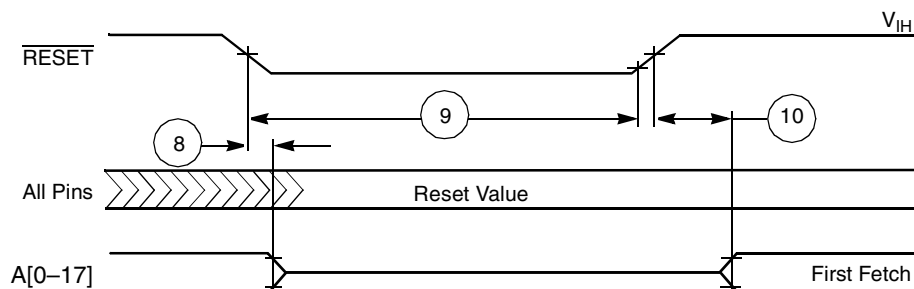 V_IH
RESET
9
10
8
All Pins
Reset Value
A[0–17]
First Fetch